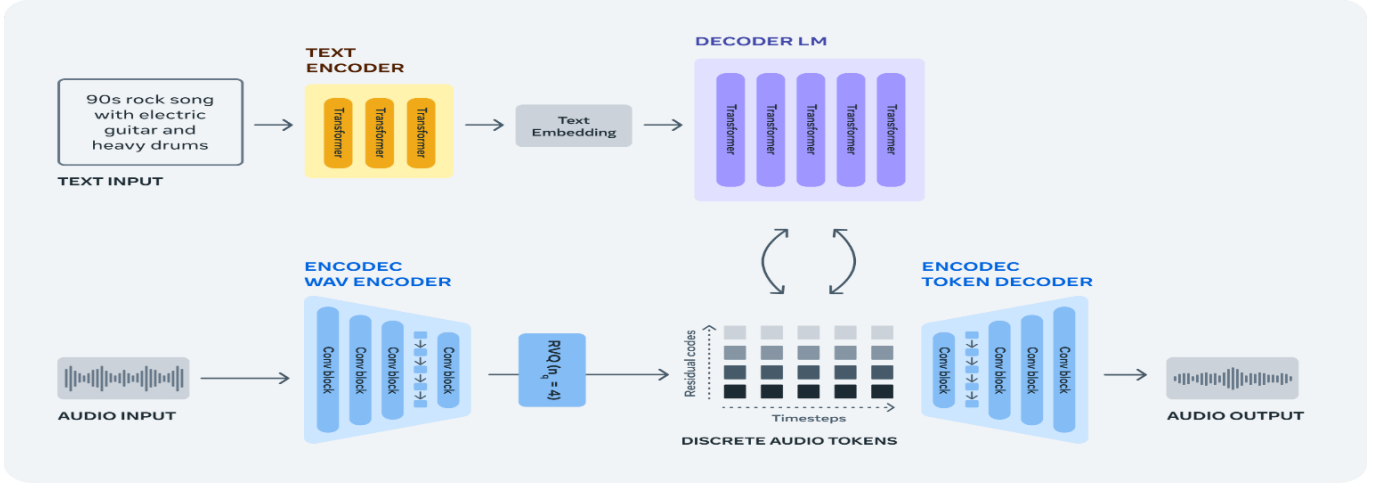 TEXT
ENCODER
DECODER LM
90s rock song
with electric
guitar and
heavy drums
TEXT INPUT
Transformer
Transformer
Transformer
Text
Embedding
Transformer
Transformer
Transformer
Transformer
Transformer
ENCODEC
WAV ENCODER
ENCODEC
TOKEN DECODER
AUDIO INPUT
Conv block
Conv block
Conv block
Conv block
RVQ (n_q = 4)
Residual codes
Timesteps
DISCRETE AUDIO TOKENS
Conv block
Conv block
Conv block
Conv block
AUDIO OUTPUT